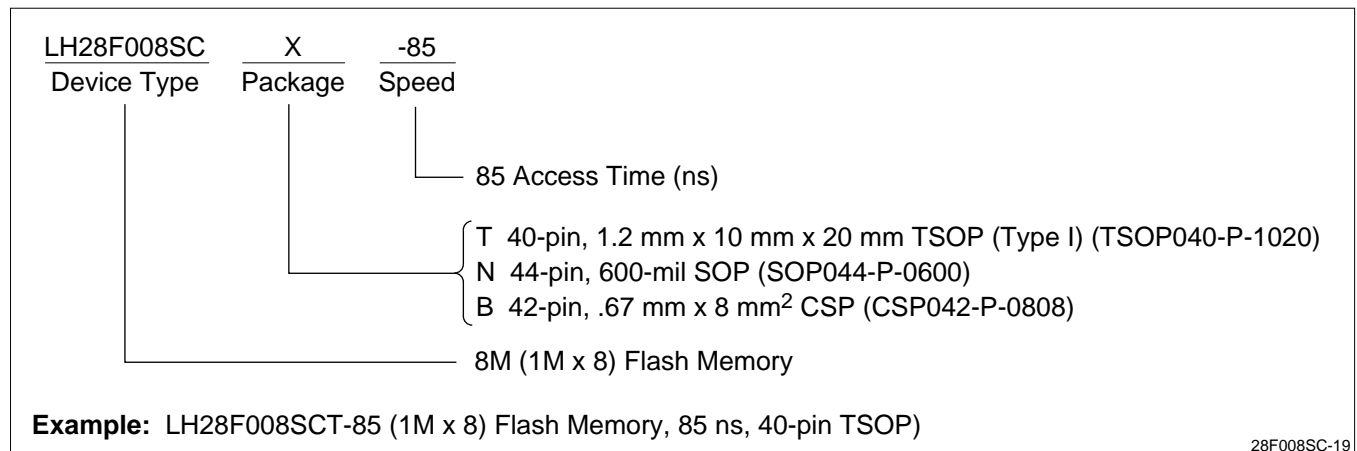 LH28F008SC X -85
Device Type Package Speed
85 Access Time (ns)
T 40-pin, 1.2 mm x 10 mm x 20 mm TSOP (Type I) (TSOP040-P-1020)
N 44-pin, 600-mil SOP (SOP044-P-0600)
B 42-pin, .67 mm x 8 mm² CSP (CSP042-P-0808)
8M (1M x 8) Flash Memory
Example: LH28F008SCT-85 (1M x 8) Flash Memory, 85 ns, 40-pin TSOP)
28F008SC-19